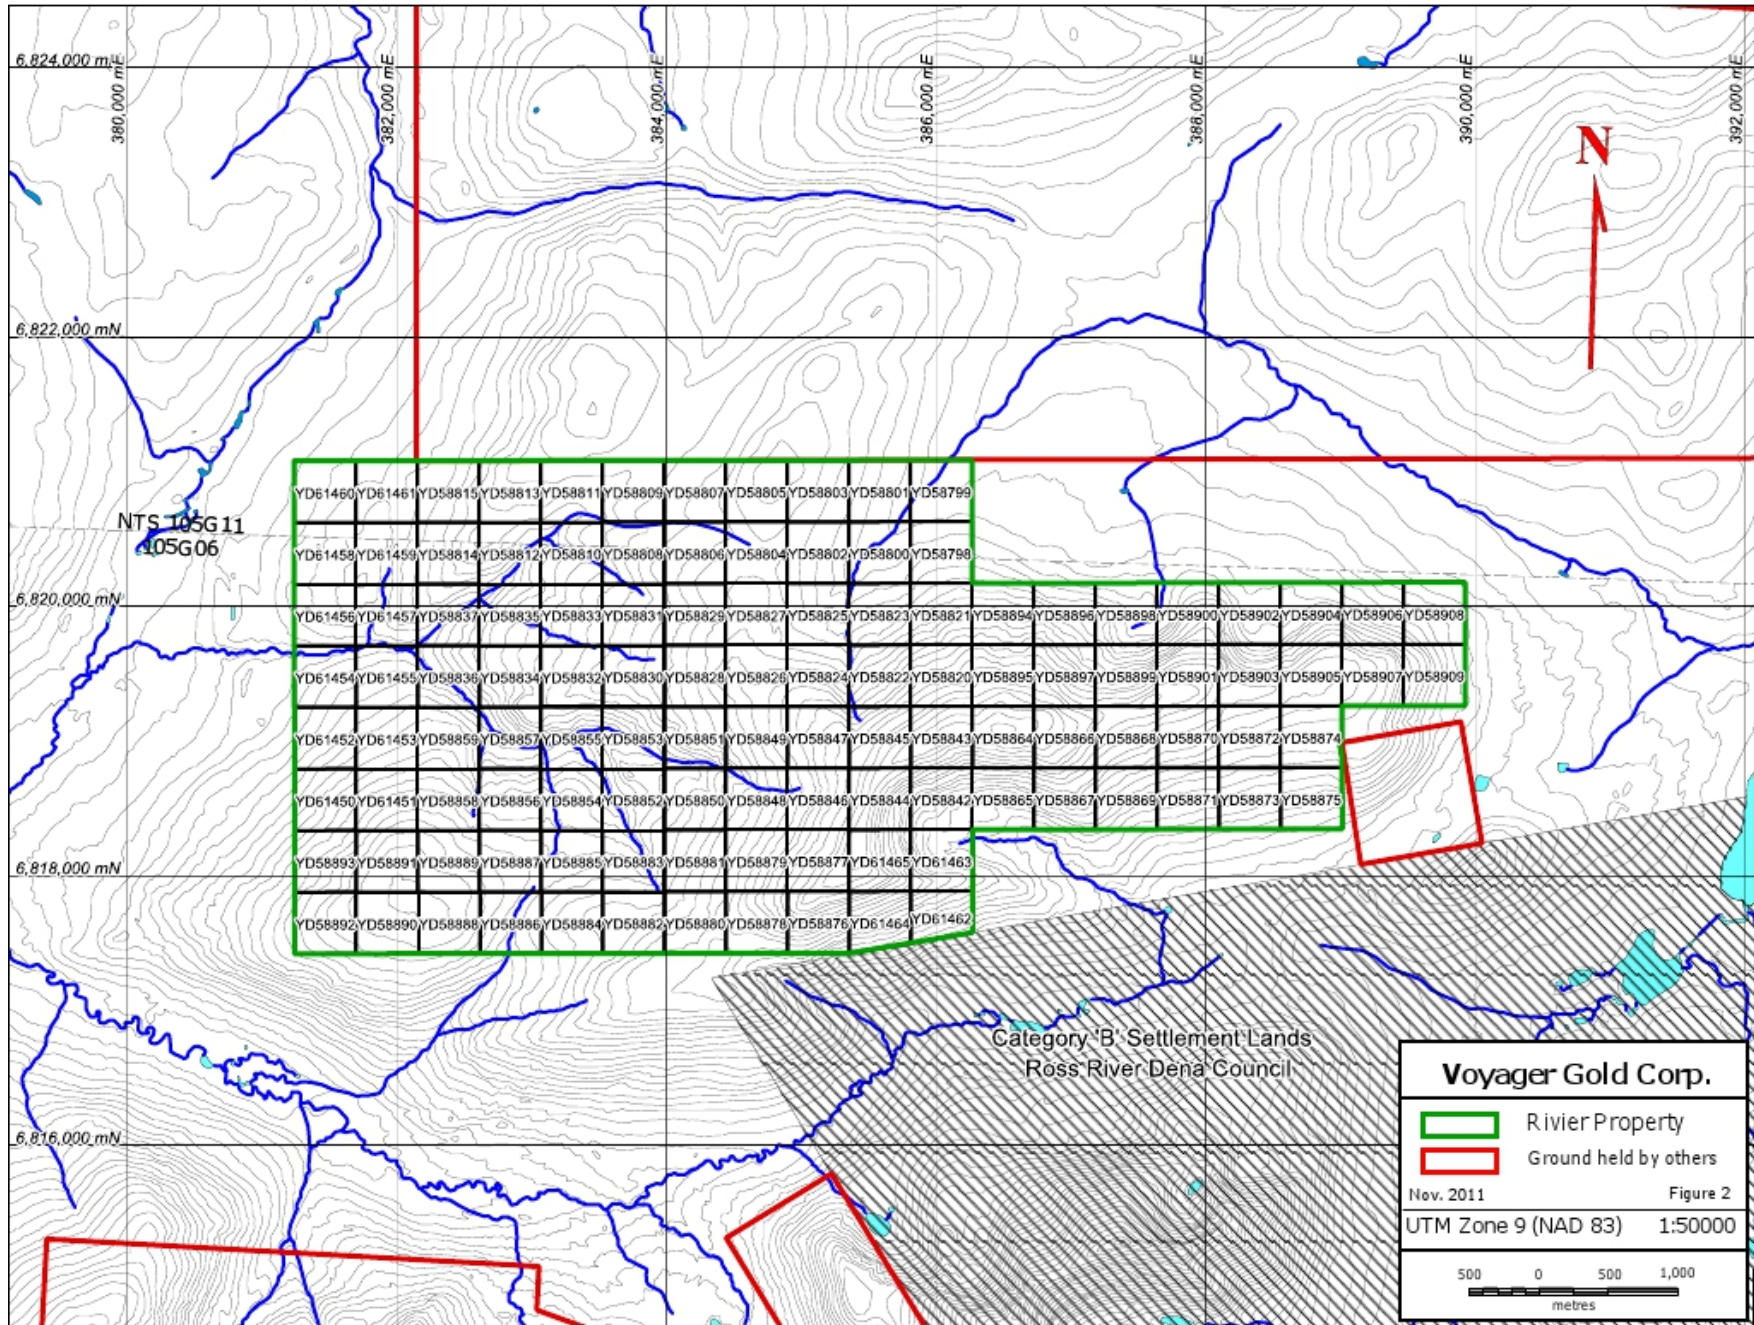 6,824,000 mE
380,000 mE
382,000 mE
384,000 mE
386,000 mE
388,000 mE
390,000 mE
392,000 mE
N
6,822,000 mN
YD61460 YD61461 YD58815 YD58813 YD58811 YD58809 YD58807 YD58805 YD58803 YD58801 YD58799
NTS 105G11
105G06
YD61458 YD61459 YD58814 YD58812 YD58810 YD58808 YD58806 YD58804 YD58802 YD58800 YD58798
6,820,000 mN
YD61456 YD61457 YD58837 YD58835 YD58833 YD58831 YD58829 YD58827 YD58825 YD58823 YD58821 YD58894 YD58896 YD58898 YD58900 YD58902 YD58904 YD58906 YD58908
YD61454 YD61455 YD58836 YD58834 YD58832 YD58830 YD58828 YD58826 YD58824 YD58822 YD58820 YD58895 YD58897 YD58899 YD58901 YD58903 YD58905 YD58907 YD58909
YD61452 YD61453 YD58859 YD58857 YD58855 YD58853 YD58851 YD58849 YD58847 YD58845 YD58843 YD58864 YD58866 YD58868 YD58870 YD58872 YD58874
YD61450 YD61451 YD58858 YD58856 YD58854 YD58852 YD58850 YD58848 YD58846 YD58844 YD58842 YD58865 YD58867 YD58869 YD58871 YD58873 YD58875
YD58893 YD58891 YD58889 YD58887 YD58885 YD58883 YD58881 YD58879 YD58877 YD61465 YD61463
6,818,000 mN
YD58892 YD58890 YD58888 YD58886 YD58884 YD58882 YD58880 YD58878 YD58876 YD61464 YD61462
Category 'B' Settlement Lands
Ross River Dena Council
6,816,000 mN
Voyager Gold Corp.
Rivier Property
Ground held by others
Nov. 2011 Figure 2
UTM Zone 9 (NAD 83) 1:50000
500 0 500 1,000
metres